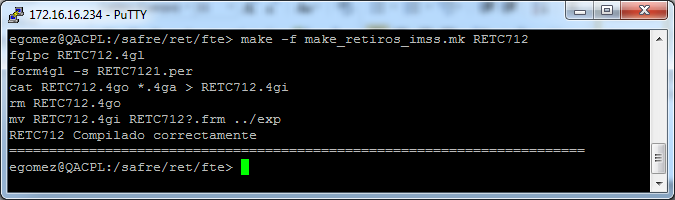 172.16.16.234 - PuTTY
egomez@QACPL:/safre/ret/fte> make -f make_retiros_imss.mk RETC712
fglpc RETC712.4gl
form4gl -s RETC7121.per
cat RETC712.4go *.4ga > RETC712.4gi
rm RETC712.4go
mv RETC712.4gi RETC712?.frm ../exp
RETC712 Compilado correctamente
========================================================================
egomez@QACPL:/safre/ret/fte>